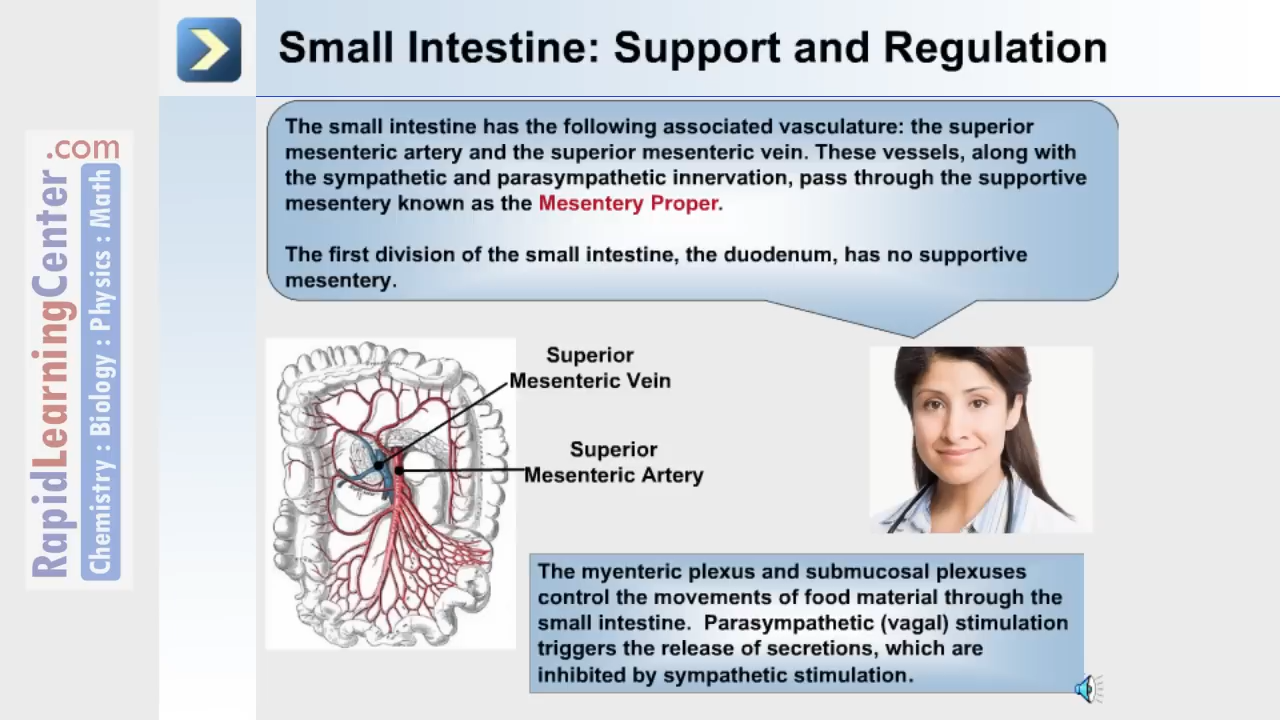 Small Intestine: Support and Regulation
RapidLearningCenter.com
Chemistry : Biology : Physics : Math
The small intestine has the following associated vasculature: the superior
mesenteric artery and the superior mesenteric vein. These vessels, along with
the sympathetic and parasympathetic innervation, pass through the supportive
mesentery known as the Mesentery Proper.
The first division of the small intestine, the duodenum, has no supportive
mesentery.
Superior
Mesenteric Vein
Superior
Mesenteric Artery
The myenteric plexus and submucosal plexuses
control the movements of food material through the
small intestine. Parasympathetic (vagal) stimulation
triggers the release of secretions, which are
inhibited by sympathetic stimulation.